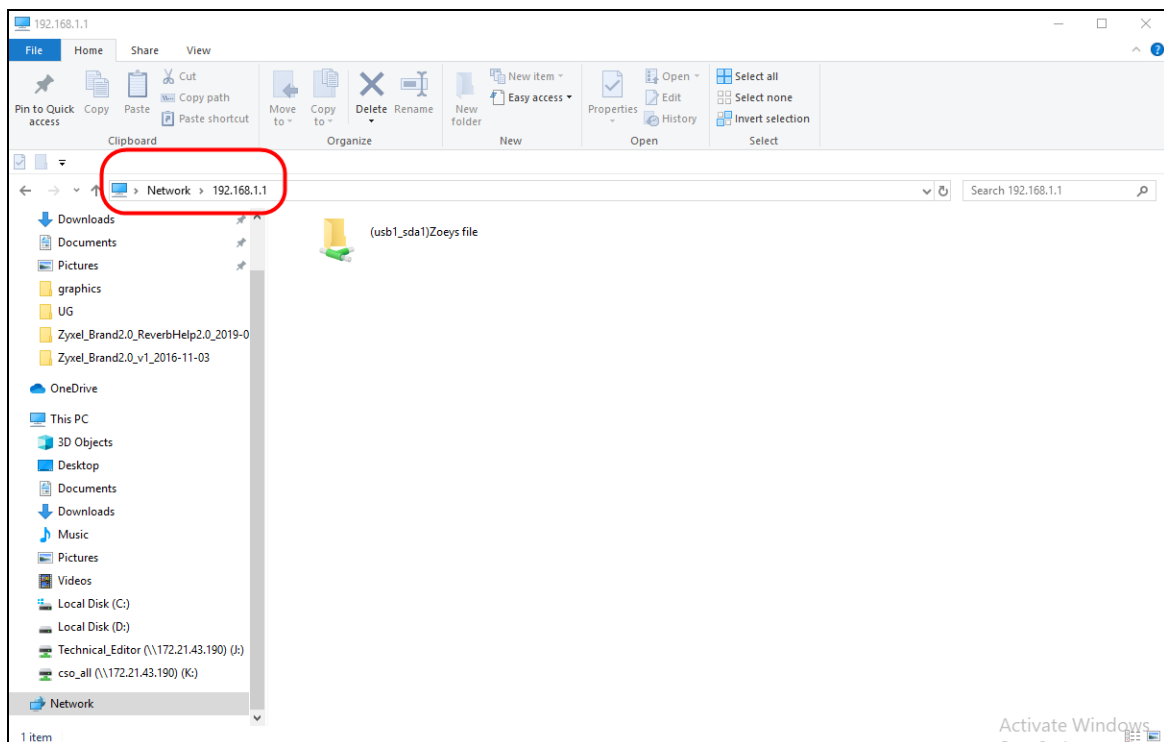 192.168.1.1
File Home Share View
Pin to Quick access
Copy
Paste
Cut
Copy path
Paste shortcut
Clipboard
Move to
Copy to
Delete
Rename
Organize
New folder
New item
Easy access
New
Properties
Open
Edit
History
Open
Select all
Select none
Invert selection
Select
Network > 192.168.1.1
Search 192.168.1.1
Downloads
Documents
Pictures
graphics
UG
Zyxel_Brand2.0_ReverbHelp2.0_2019-0
Zyxel_Brand2.0_v1_2016-11-03
OneDrive
This PC
3D Objects
Desktop
Documents
Downloads
Music
Pictures
Videos
Local Disk (C:)
Local Disk (D:)
Technical_Editor (\\172.21.43.190) (J:)
cso_all (\\172.21.43.190) (K:)
Network
(usb1_sda1)Zoeys file
1 item
Activate Windows